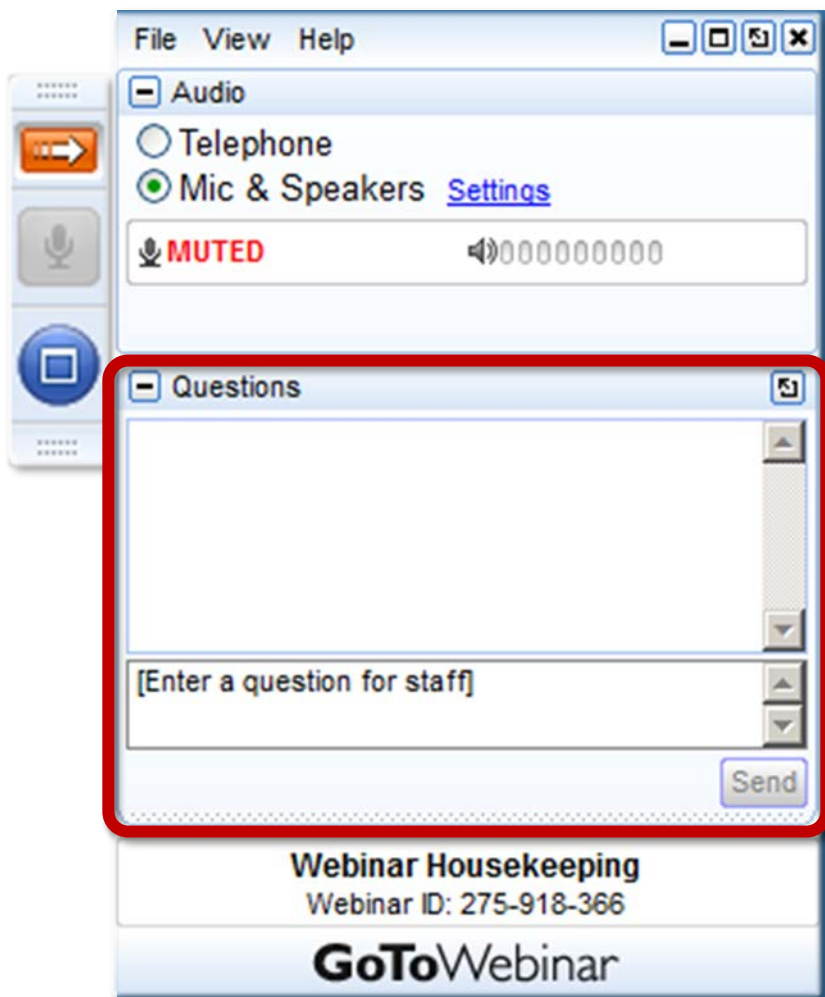 File View Help
Audio
Telephone
Mic & Speakers Settings
MUTED 000000000
Questions
[Enter a question for staff]
Send
Webinar Housekeeping
Webinar ID: 275-918-366
GoToWebinar